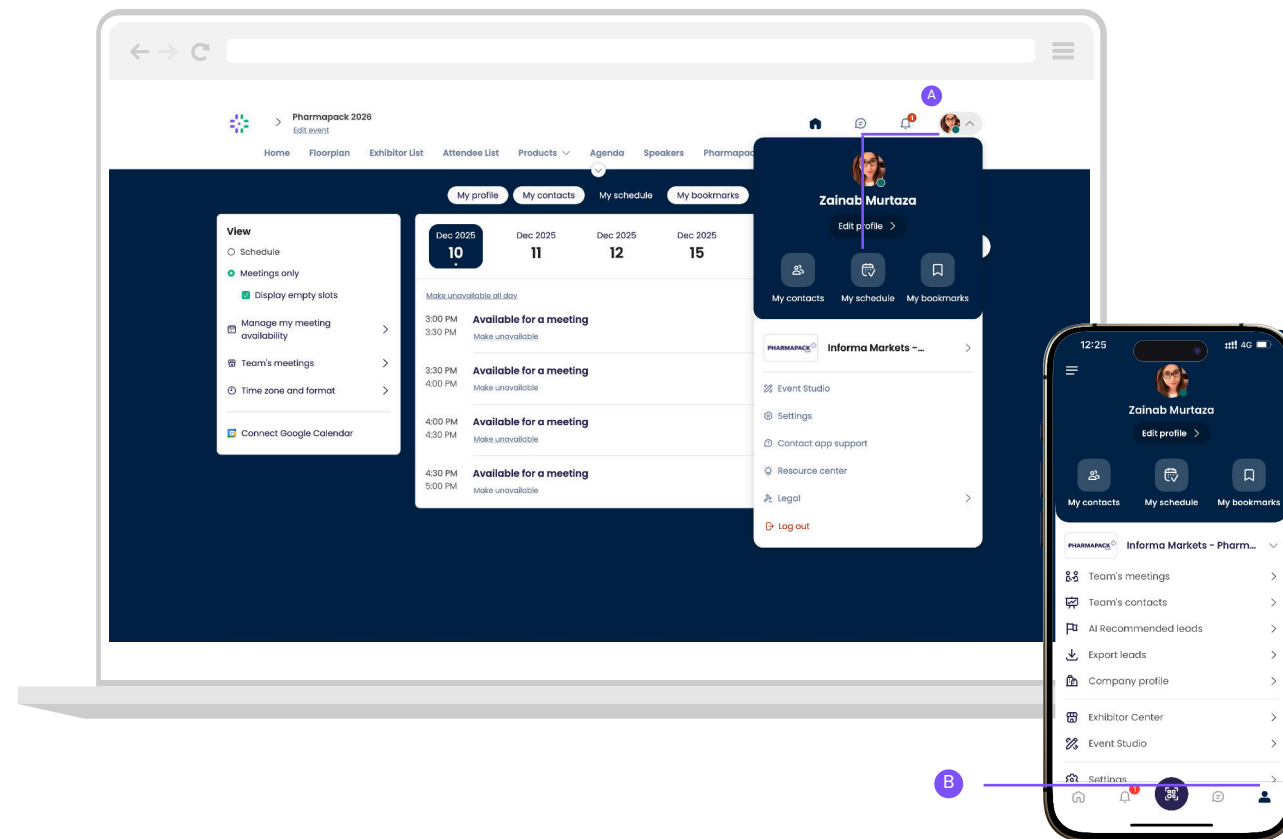 A
Pharmapack 2026
Edit event
1
Home Floorplan Exhibitor List Attendee List Products Agenda Speakers
My profile My contacts My schedule My bookmarks
View
Schedule
Meetings only
Display empty slots
Manage my meeting
availability
Team's meetings
Time zone and format
Connect Google Calendar
Dec 2025 Dec 2025 Dec 2025 Dec 2025
10 11 12 15
Make unavailable all day
3:00 PM Available for a meeting
3:30 PM Make unavailable
3:30 PM Available for a meeting
4:00 PM Make unavailable
4:00 PM Available for a meeting
4:30 PM Make unavailable
4:30 PM Available for a meeting
5:00 PM Make unavailable
Zainab Murtaza
Edit profile
My contacts My schedule My bookmarks
PHARMAPACK Informa Markets -...
Event Studio
Settings
Contact app support
Resource center
Legal
Log out
12:25 4G
Zainab Murtaza
Edit profile
My contacts My schedule My bookmarks
PHARMAPACK Informa Markets - Pharm...
Team's meetings
Team's contacts
AI Recommended leads
Export leads
Company profile
Exhibitor Center
Event Studio
Settings
1
B